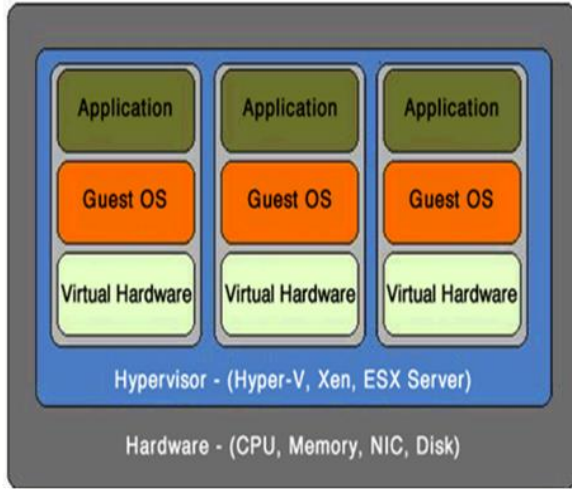 Application Application Application
Guest OS Guest OS Guest OS
Virtual Hardware Virtual Hardware Virtual Hardware
Hypervisor - (Hyper-V, Xen, ESX Server)
Hardware - (CPU, Memory, NIC, Disk)